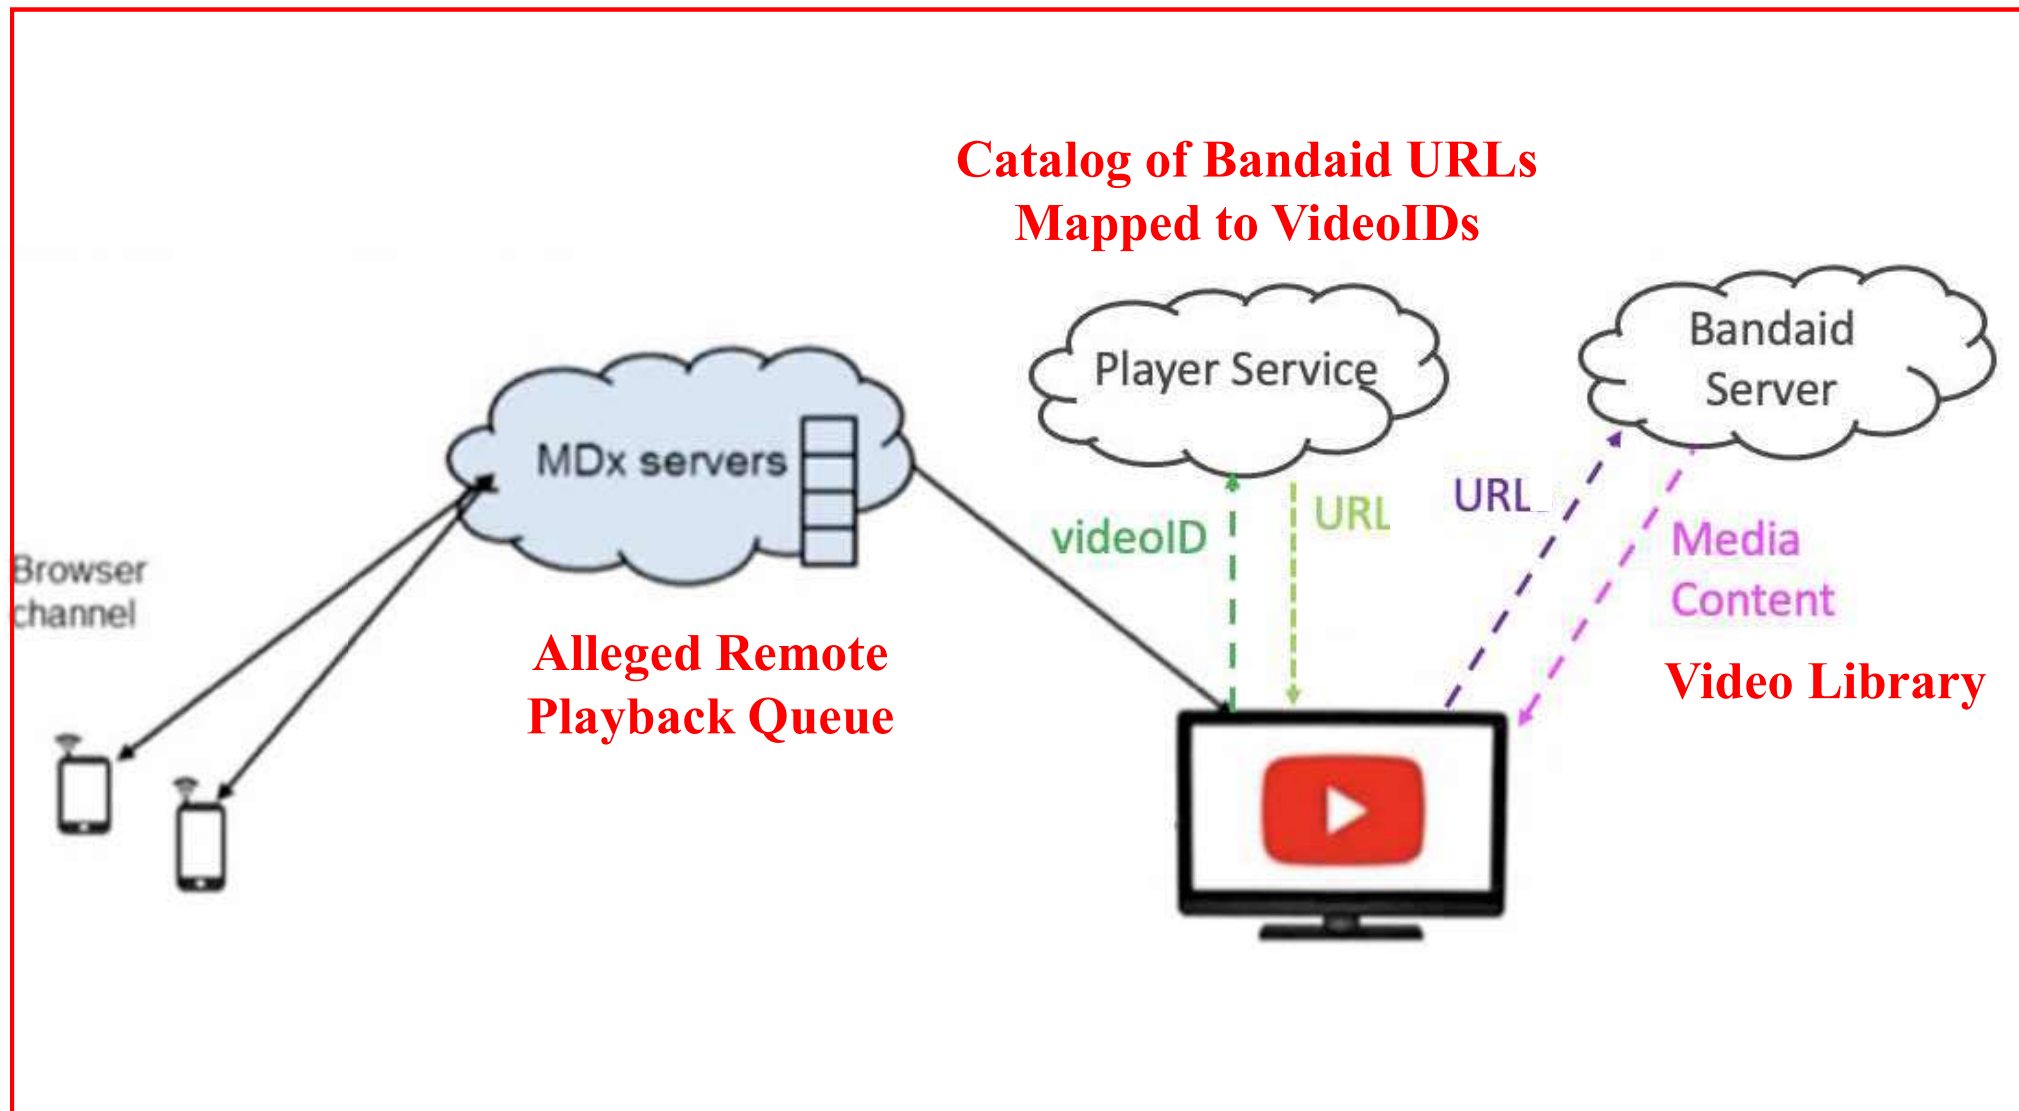 Catalog of Bandaid URLs
Mapped to VideoIDs
Player Service
Bandaid
Server
MDx servers
videoID
URL
URL
Media
Content
Browser
channel
Alleged Remote
Playback Queue
Video Library